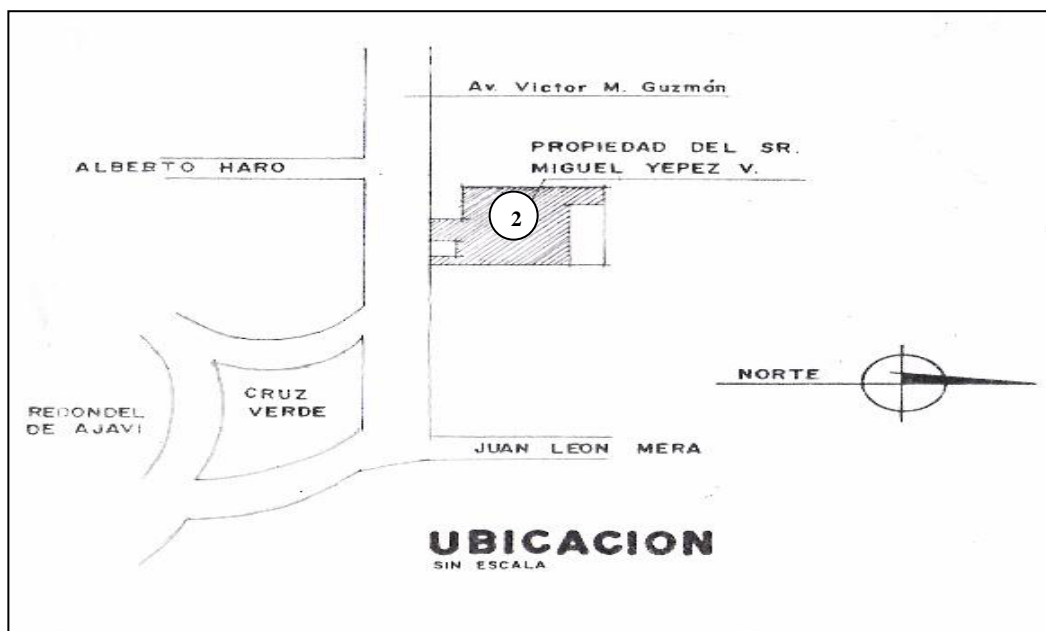 Av. Victor M. Guzmán
PROPIEDAD DEL SR.
MIGUEL YEPEZ V.
ALBERTO HARO
2
NORTE
CRUZ
VERDE
REDONDEL
DE AJAVI
JUAN LEON MERA
UBICACION
SIN ESCALA